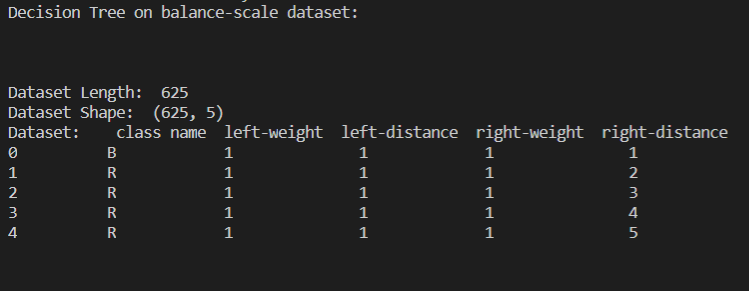 Decision Tree on balance-scale dataset:
Dataset Length:  625
Dataset Shape:  (625, 5)
Dataset:    class name  left-weight  left-distance  right-weight  right-distance
0          B            1              1             1               1
1          R            1              1             1               2
2          R            1              1             1               3
3          R            1              1             1               4
4          R            1              1             1               5